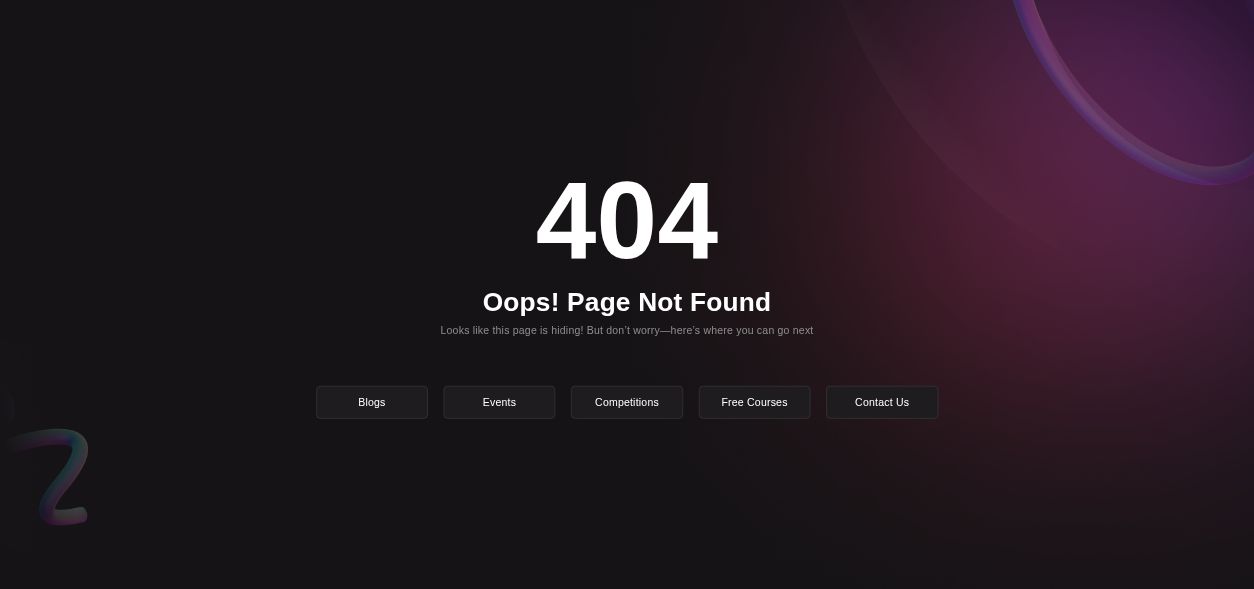 404
Oops! Page Not Found
Looks like this page is hiding! But don’t worry—here’s where you can go next
Blogs
Events
Competitions
Free Courses
Contact Us